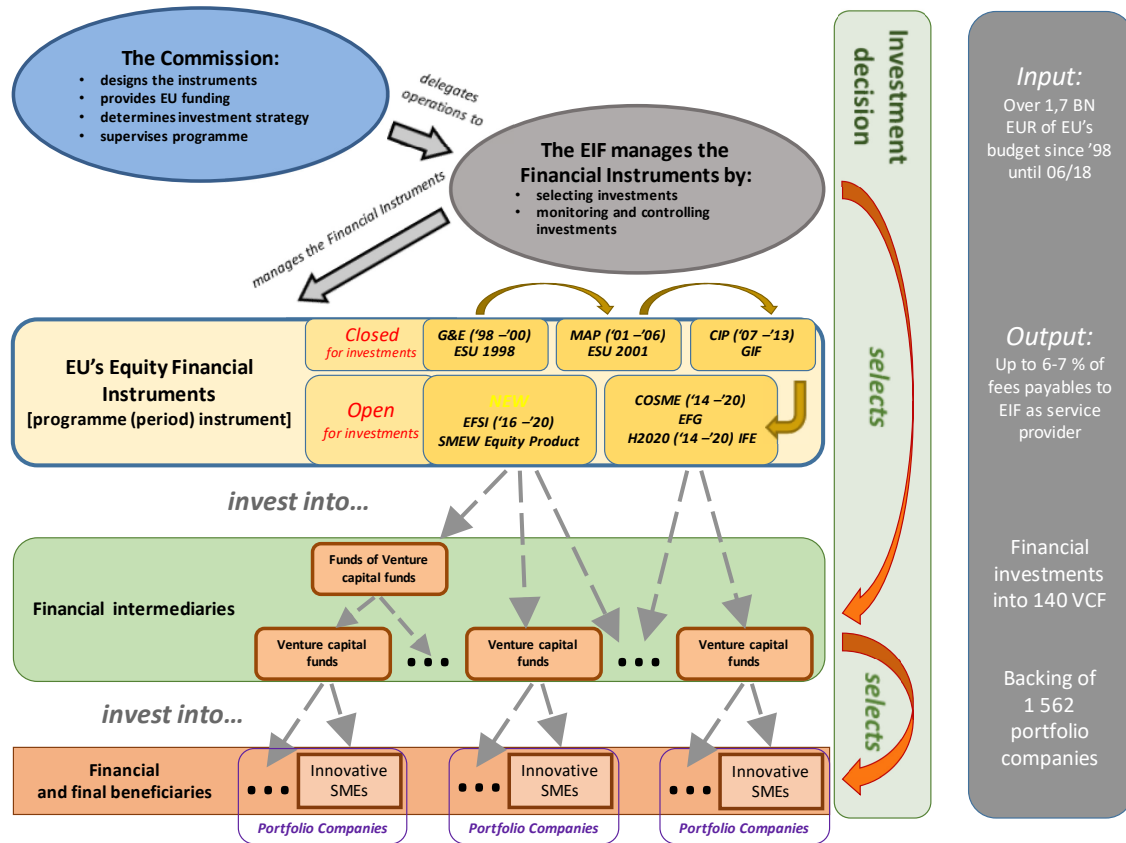 The Commission:
• designs the instruments
• provides EU funding
• determines investment strategy
• supervises programme
delegates
operations to
The EIF manages the
Financial Instruments by:
• selecting investments
• monitoring and controlling
investments
manages the Financial Instruments
EU's Equity Financial
Instruments
[programme (period) instrument]
Closed
for investments
G&E ('98 –'00)
ESU 1998
MAP ('01 –'06)
ESU 2001
CIP ('07 –'13)
GIF
Open
for investments
NEW
EFSI ('16 –'20)
SMEW Equity Product
COSME ('14 –'20)
EFG
H2020 ('14 –'20) IFE
invest into…
Financial intermediaries
Funds of Venture
capital funds
Venture capital
funds
•••
Venture capital
funds
•••
Venture capital
funds
invest into…
Financial
and final beneficiaries
•••
Innovative
SMEs
Portfolio Companies
•••
Innovative
SMEs
Portfolio Companies
•••
Innovative
SMEs
Portfolio Companies
Investment
decision
selects
selects
Input:
Over 1,7 BN
EUR of EU's
budget since '98
until 06/18
Output:
Up to 6-7 % of
fees payables to
EIF as service
provider
Financial
investments
into 140 VCF
Backing of
1 562
portfolio
companies